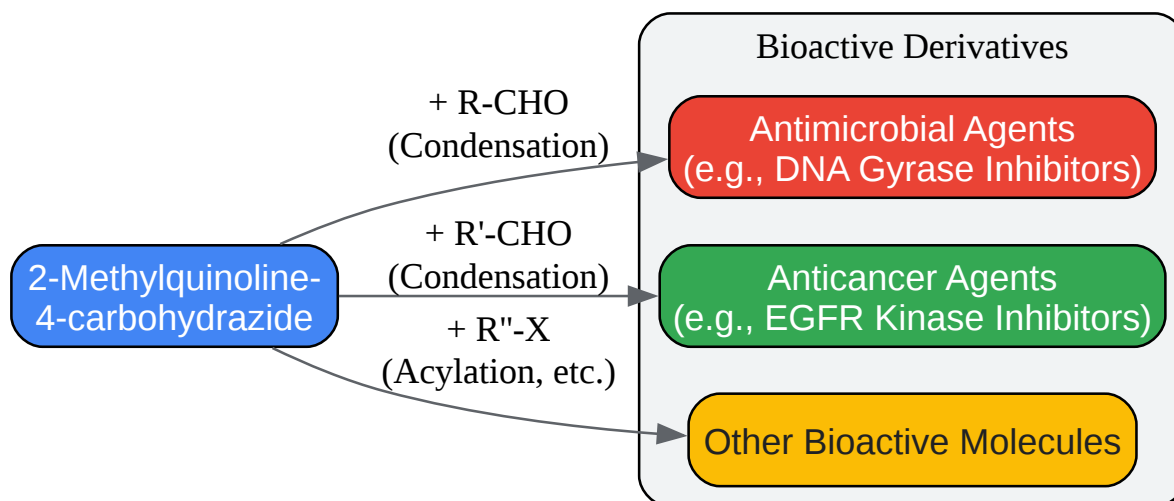 Bioactive Derivatives
+ R-CHO
(Condensation)
Antimicrobial Agents
(e.g., DNA Gyrase Inhibitors)
2-Methylquinoline-
4-carbohydrazide
+ R'-CHO
(Condensation)
Anticancer Agents
(e.g., EGFR Kinase Inhibitors)
+ R''-X
(Acylation, etc.)
Other Bioactive Molecules